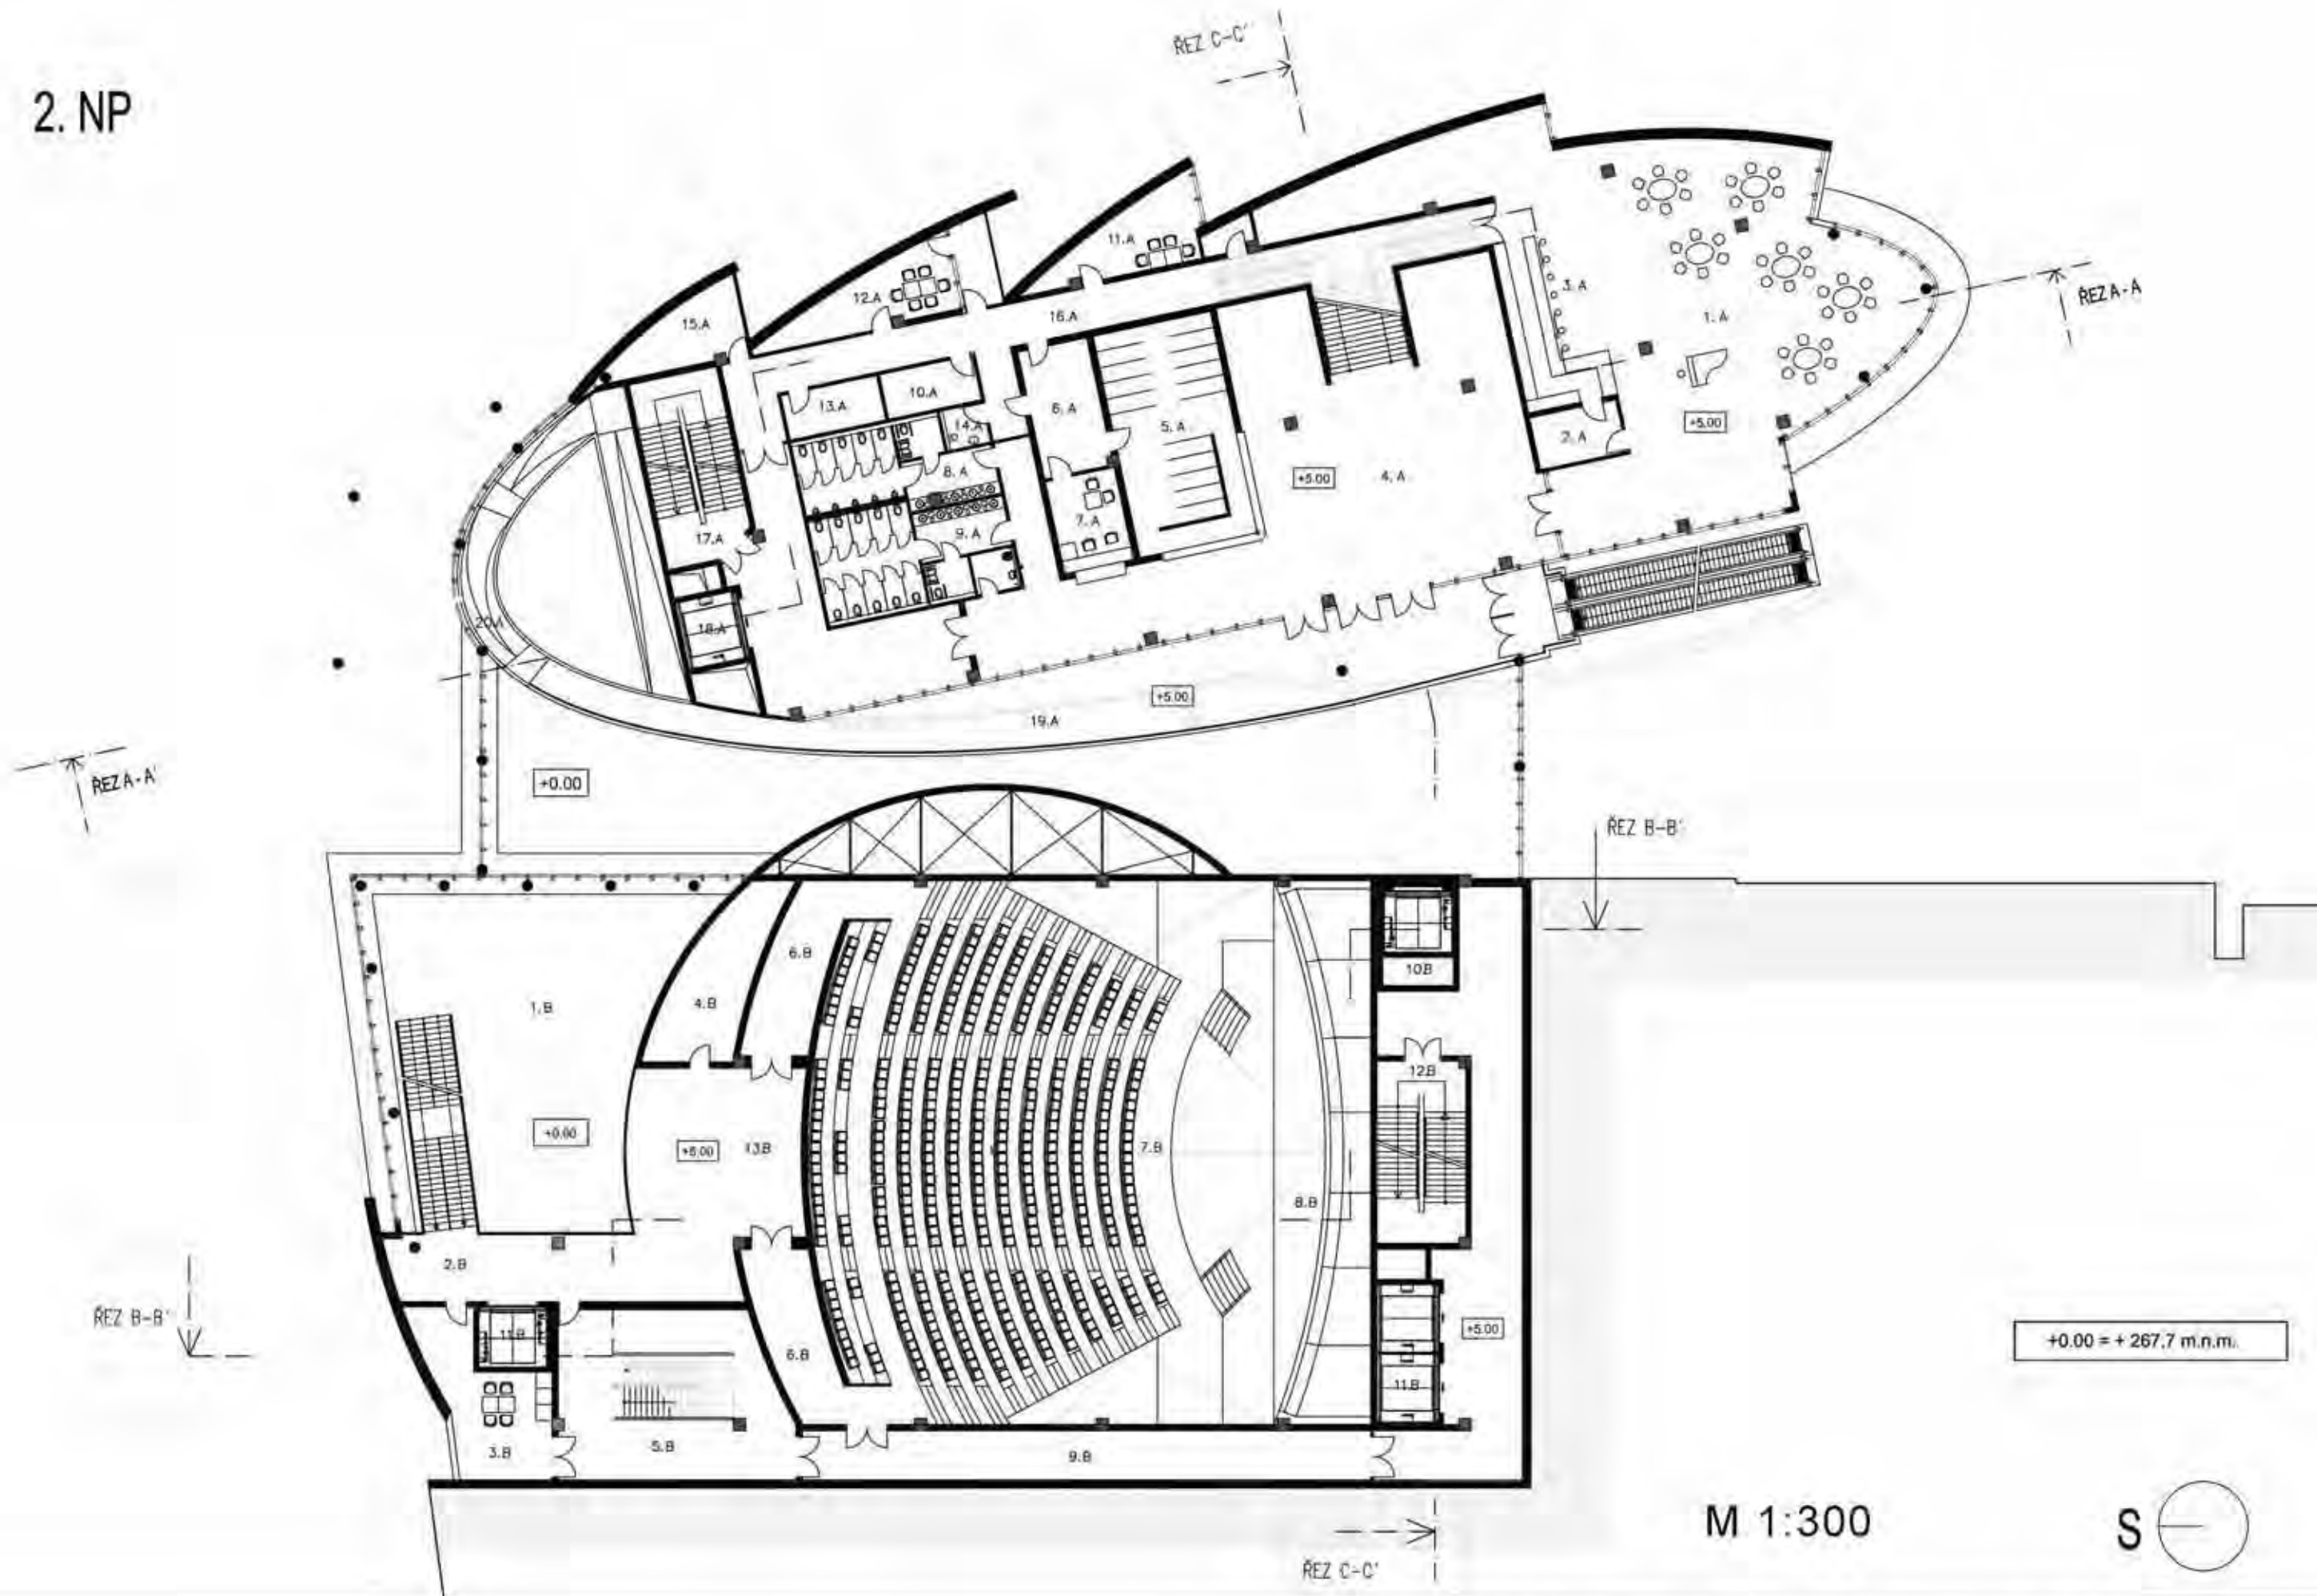 ŘEZ C-C'
2. NP
11.A
12.A
3.A
ŘEZ A-A
15.A
16.A
1.A
13.A
10.A
6.A
14.A
5.A
2.A
+5.00
8.A
+5.00
4.A
7.A
9.A
17.A
20.A
18.A
+5.00
19.A
ŘEZ A-A'
+0.00
ŘEZ B-B'
6.B
10.B
4.B
1.B
12.B
+0.00
+5.00
13.B
7.B
8.B
2.B
ŘEZ B-B'
11.B
+5.00
+0.00 = + 267,7 m.n.m.
6.B
11.B
3.B
5.B
9.B
M 1:300
S
ŘEZ C-C'